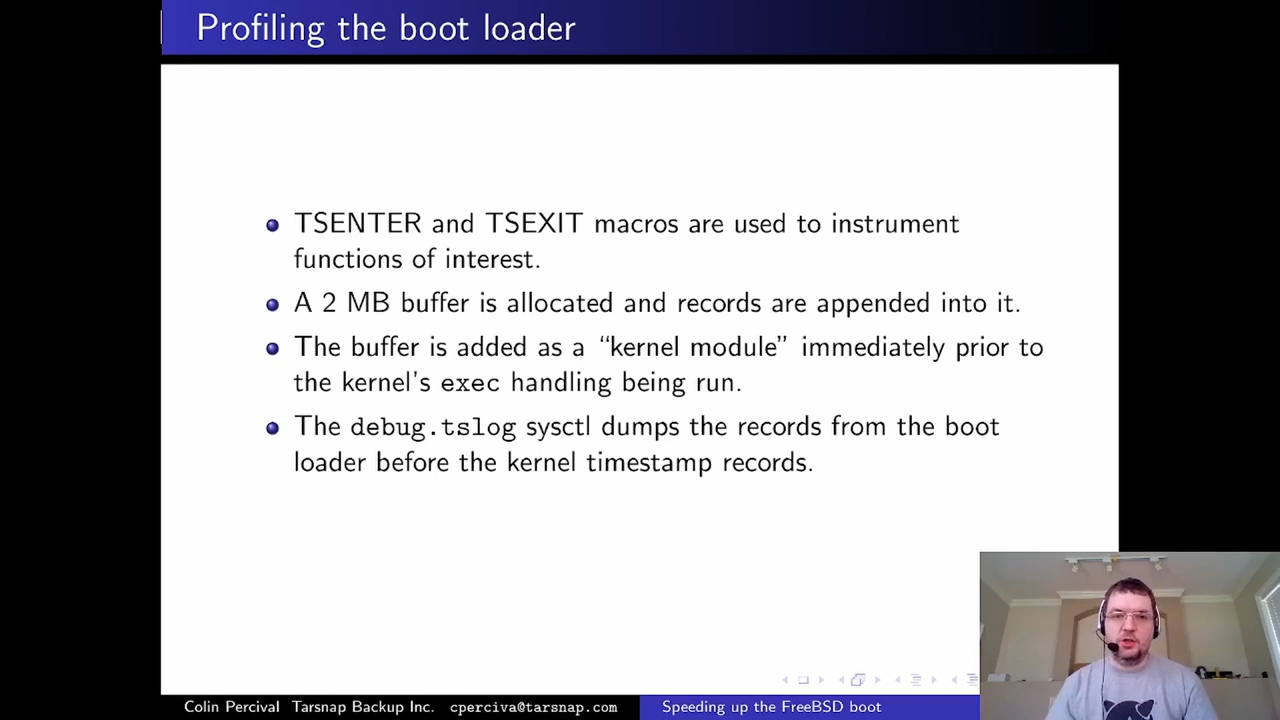 Profiling the boot loader
TSENTER and TSEXIT macros are used to instrument
functions of interest.
A 2 MB buffer is allocated and records are appended into it.
The buffer is added as a “kernel module” immediately prior to
the kernel's exec handling being run.
The debug.tslog sysctl dumps the records from the boot
loader before the kernel timestamp records.
Colin Percival Tarsnap Backup Inc. cperciva@tarsnap.com
Speeding up the FreeBSD boot